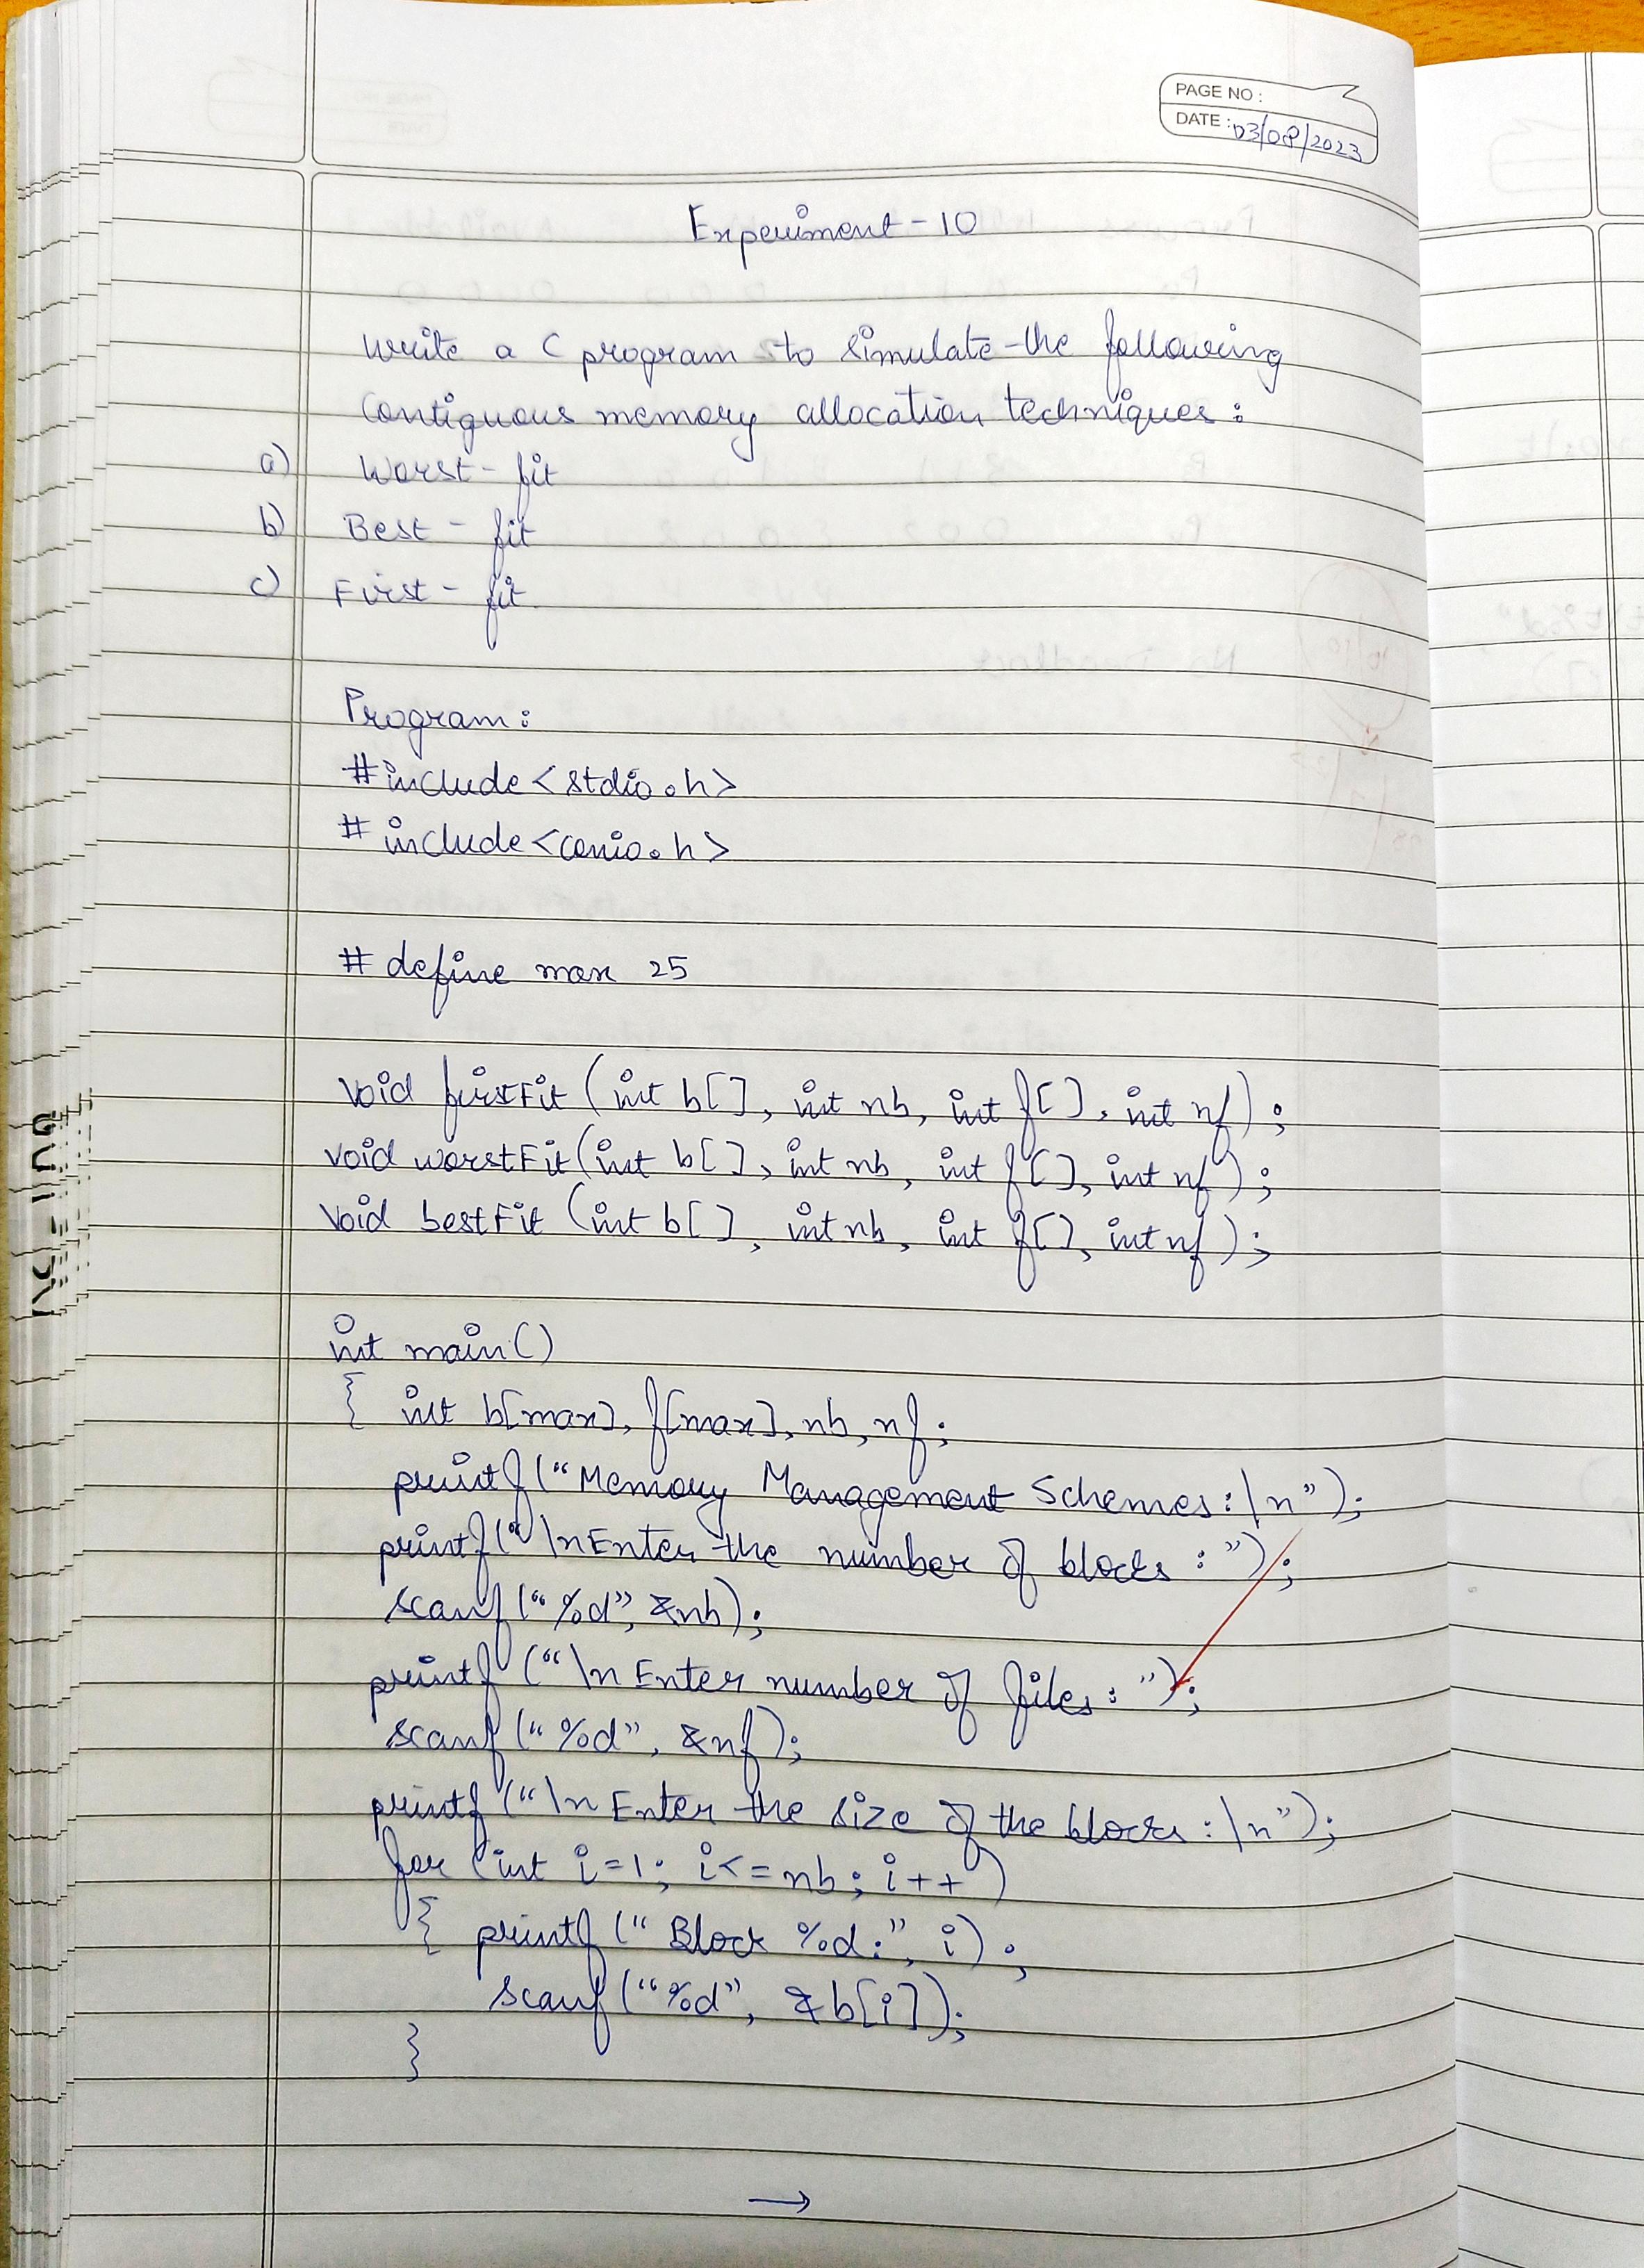 PAGE NO :
DATE : 03/08/2023
Experiment - 10
Write a C program to simulate the following
contiguous memory allocation techniques :
a) Worst - fit
b) Best - fit
c) First - fit
Program :
#include <stdio.h>
# include <conio.h>
# define max 25
void firstFit (int b[], int nb, int f[], int nf) ;
void worstFit (int b[], int nb, int f[], int nf) ;
void bestFit (int b[], int nb, int f[], int nf) ;
int main()
{ int b[max], f[max], nb, nf ;
printf ("Memory Management Schemes : \n");
printf ("\nEnter the number of blocks : ");
scanf ("%d", &nb);
printf ("\n Enter number of files : ");
scanf ("%d", &nf);
printf ("\n Enter the size of the blocks : \n");
for (int i=1; i<=nb; i++)
{ printf (" Block %d:", i) ;
scanf ("%d", &b[i]);
}
→